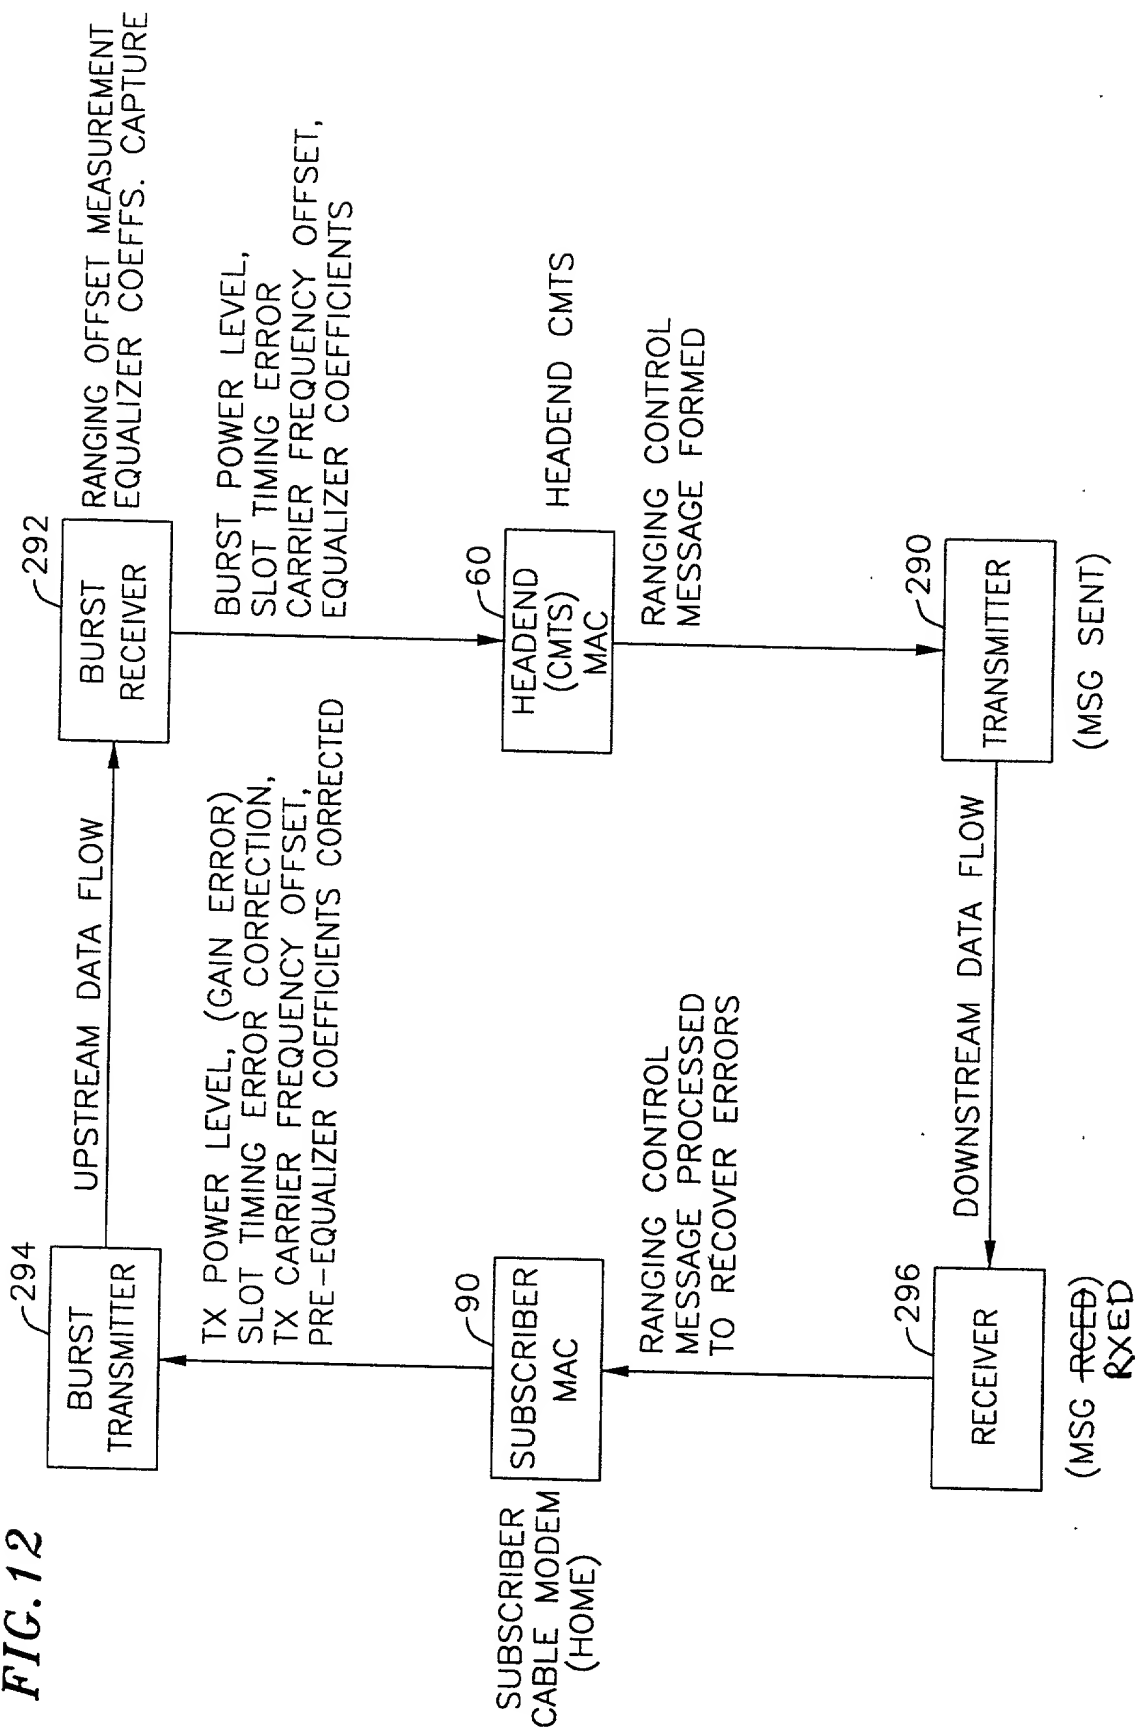 FIG. 12
294
BURST
TRANSMITTER
UPSTREAM DATA FLOW
292
BURST
RECEIVER
RANGING OFFSET MEASUREMENT
EQUALIZER COEFFS. CAPTURE
TX POWER LEVEL, (GAIN ERROR)
SLOT TIMING ERROR CORRECTION,
TX CARRIER FREQUENCY OFFSET,
PRE-EQUALIZER COEFFICIENTS CORRECTED
BURST POWER LEVEL,
SLOT TIMING ERROR
CARRIER FREQUENCY OFFSET,
EQUALIZER COEFFICIENTS
SUBSCRIBER
CABLE MODEM
(HOME)
90
SUBSCRIBER
MAC
60
HEADEND
(CMTS)
MAC
HEADEND CMTS
RANGING CONTROL
MESSAGE PROCESSED
TO RECOVER ERRORS
RANGING CONTROL
MESSAGE FORMED
296
RECEIVER
DOWNSTREAM DATA FLOW
290
TRANSMITTER
(MSG RCED)
RXED
(MSG SENT)